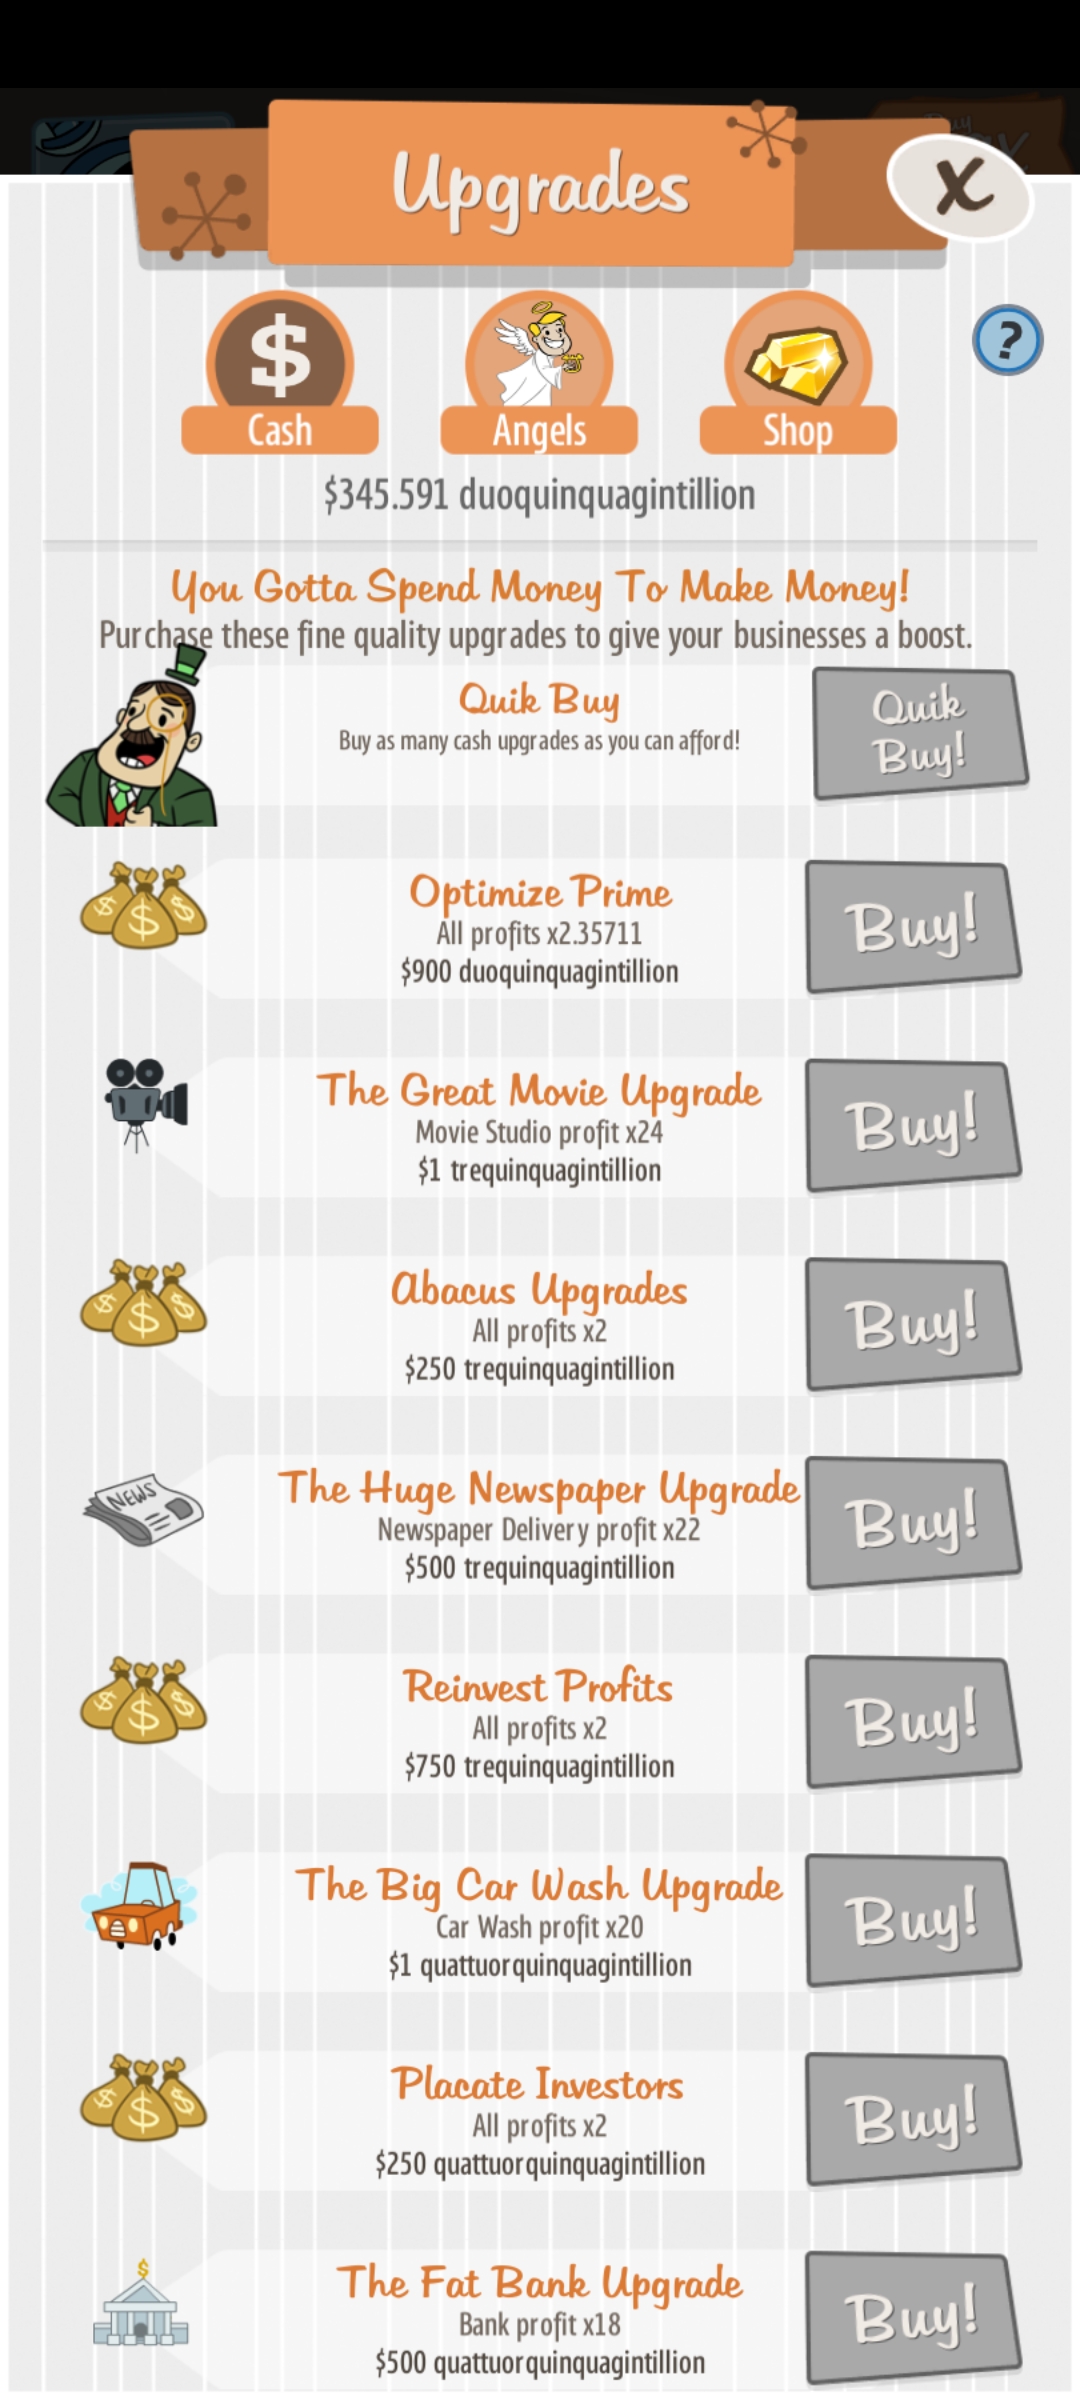 Upgrades
X
Cash
Angels
Shop
?
$345.591 duoquinquagintillion
You Gotta Spend Money To Make Money!
Purchase these fine quality upgrades to give your businesses a boost.
Quik Buy
Buy as many cash upgrades as you can afford!
Quik
Buy!
Optimize Prime
All profits x2.35711
$900 duoquinquagintillion
Buy!
The Great Movie Upgrade
Movie Studio profit x24
$1 trequinquagintillion
Buy!
Abacus Upgrades
All profits x2
$250 trequinquagintillion
Buy!
NEWS
The Huge Newspaper Upgrade
Newspaper Delivery profit x22
$500 trequinquagintillion
Buy!
Reinvest Profits
All profits x2
$750 trequinquagintillion
Buy!
The Big Car Wash Upgrade
Car Wash profit x20
$1 quattuorquinquagintillion
Buy!
Placate Investors
All profits x2
$250 quattuorquinquagintillion
Buy!
The Fat Bank Upgrade
Bank profit x18
$500 quattuorquinquagintillion
Buy!